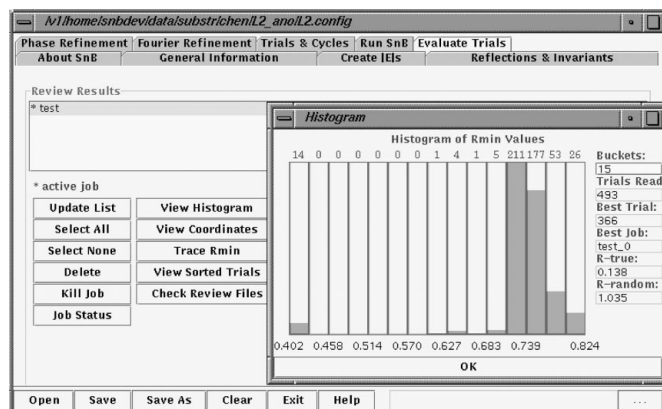 /v1/home/snbdev/data/substr/chen/L2_ano/L2.config
Phase Refinement Fourier Refinement Trials & Cycles Run SnB Evaluate Trials
About SnB General Information Create |E|s Reflections & Invariants
Review Results
* test
Histogram
Histogram of Rmin Values
14 0 0 0 0 0 0 1 4 1 5 211 177 53 26
Buckets:
15
Trials Read
493
Best Trial:
366
Best Job:
test_0
R-true:
0.138
R-random:
1.035
0.402 0.458 0.514 0.570 0.627 0.683 0.739 0.824
OK
* active job
Update List View Histogram
Select All View Coordinates
Select None Trace Rmin
Delete View Sorted Trials
Kill Job Check Review Files
Job Status
Open Save Save As Clear Exit Help ...